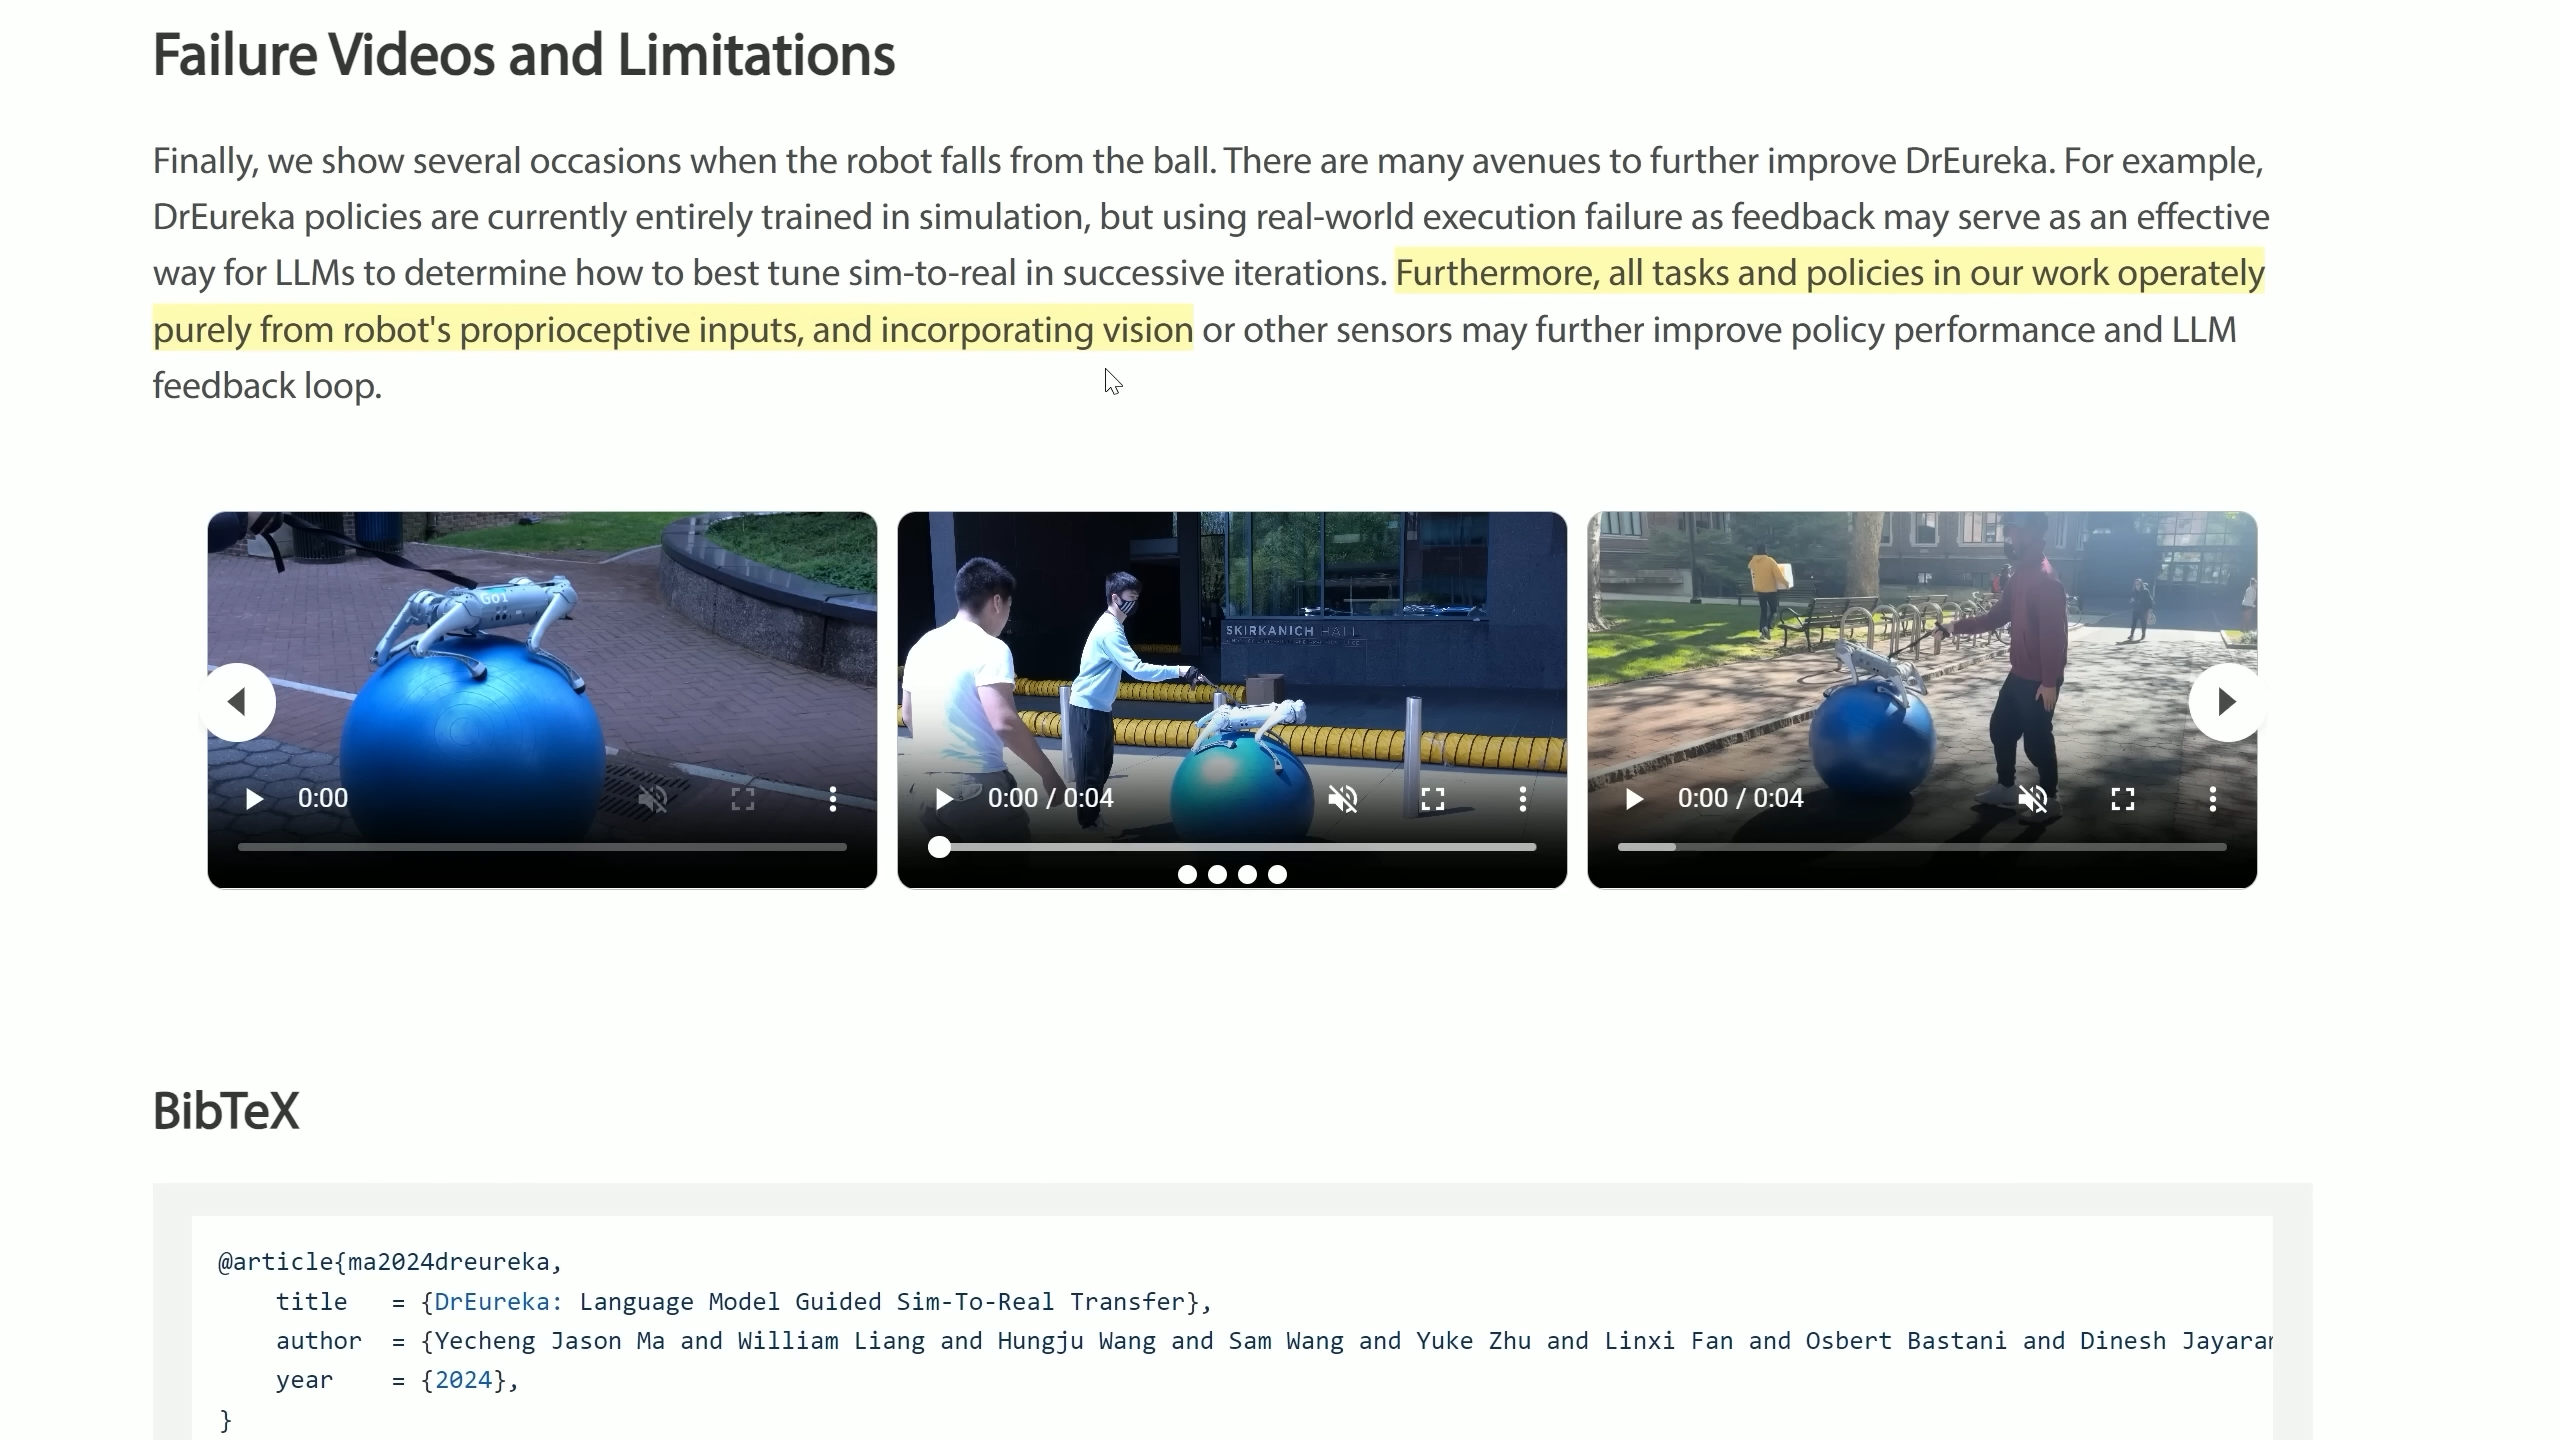 Failure Videos and Limitations
Finally, we show several occasions when the robot falls from the ball. There are many avenues to further improve DrEureka. For example,
DrEureka policies are currently entirely trained in simulation, but using real-world execution failure as feedback may serve as an effective
way for LLMs to determine how to best tune sim-to-real in successive iterations. Furthermore, all tasks and policies in our work operately
purely from robot's proprioceptive inputs, and incorporating vision or other sensors may further improve policy performance and LLM
feedback loop.
Go1
SKIRKANICH HALL
0:00
0:00 / 0:04
0:00 / 0:04
BibTeX
@article{ma2024dreureka,
title = {DrEureka: Language Model Guided Sim-To-Real Transfer},
author = {Yecheng Jason Ma and William Liang and Hungju Wang and Sam Wang and Yuke Zhu and Linxi Fan and Osbert Bastani and Dinesh Jayara
year = {2024},
}